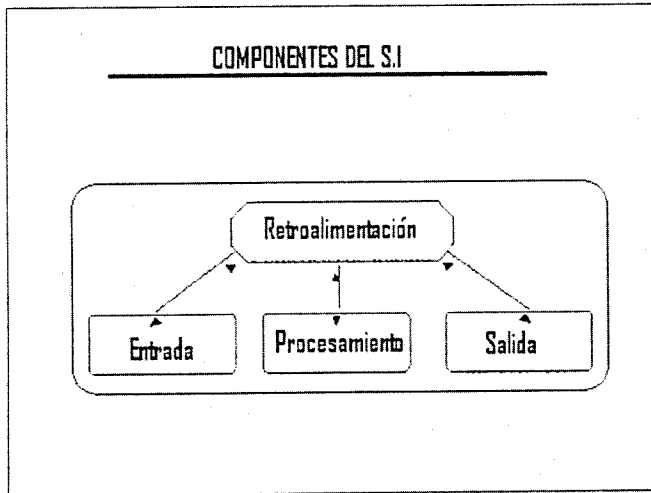 COMPONENTES DEL S.I
Retroalimentación
Entrada
Procesamiento
Salida